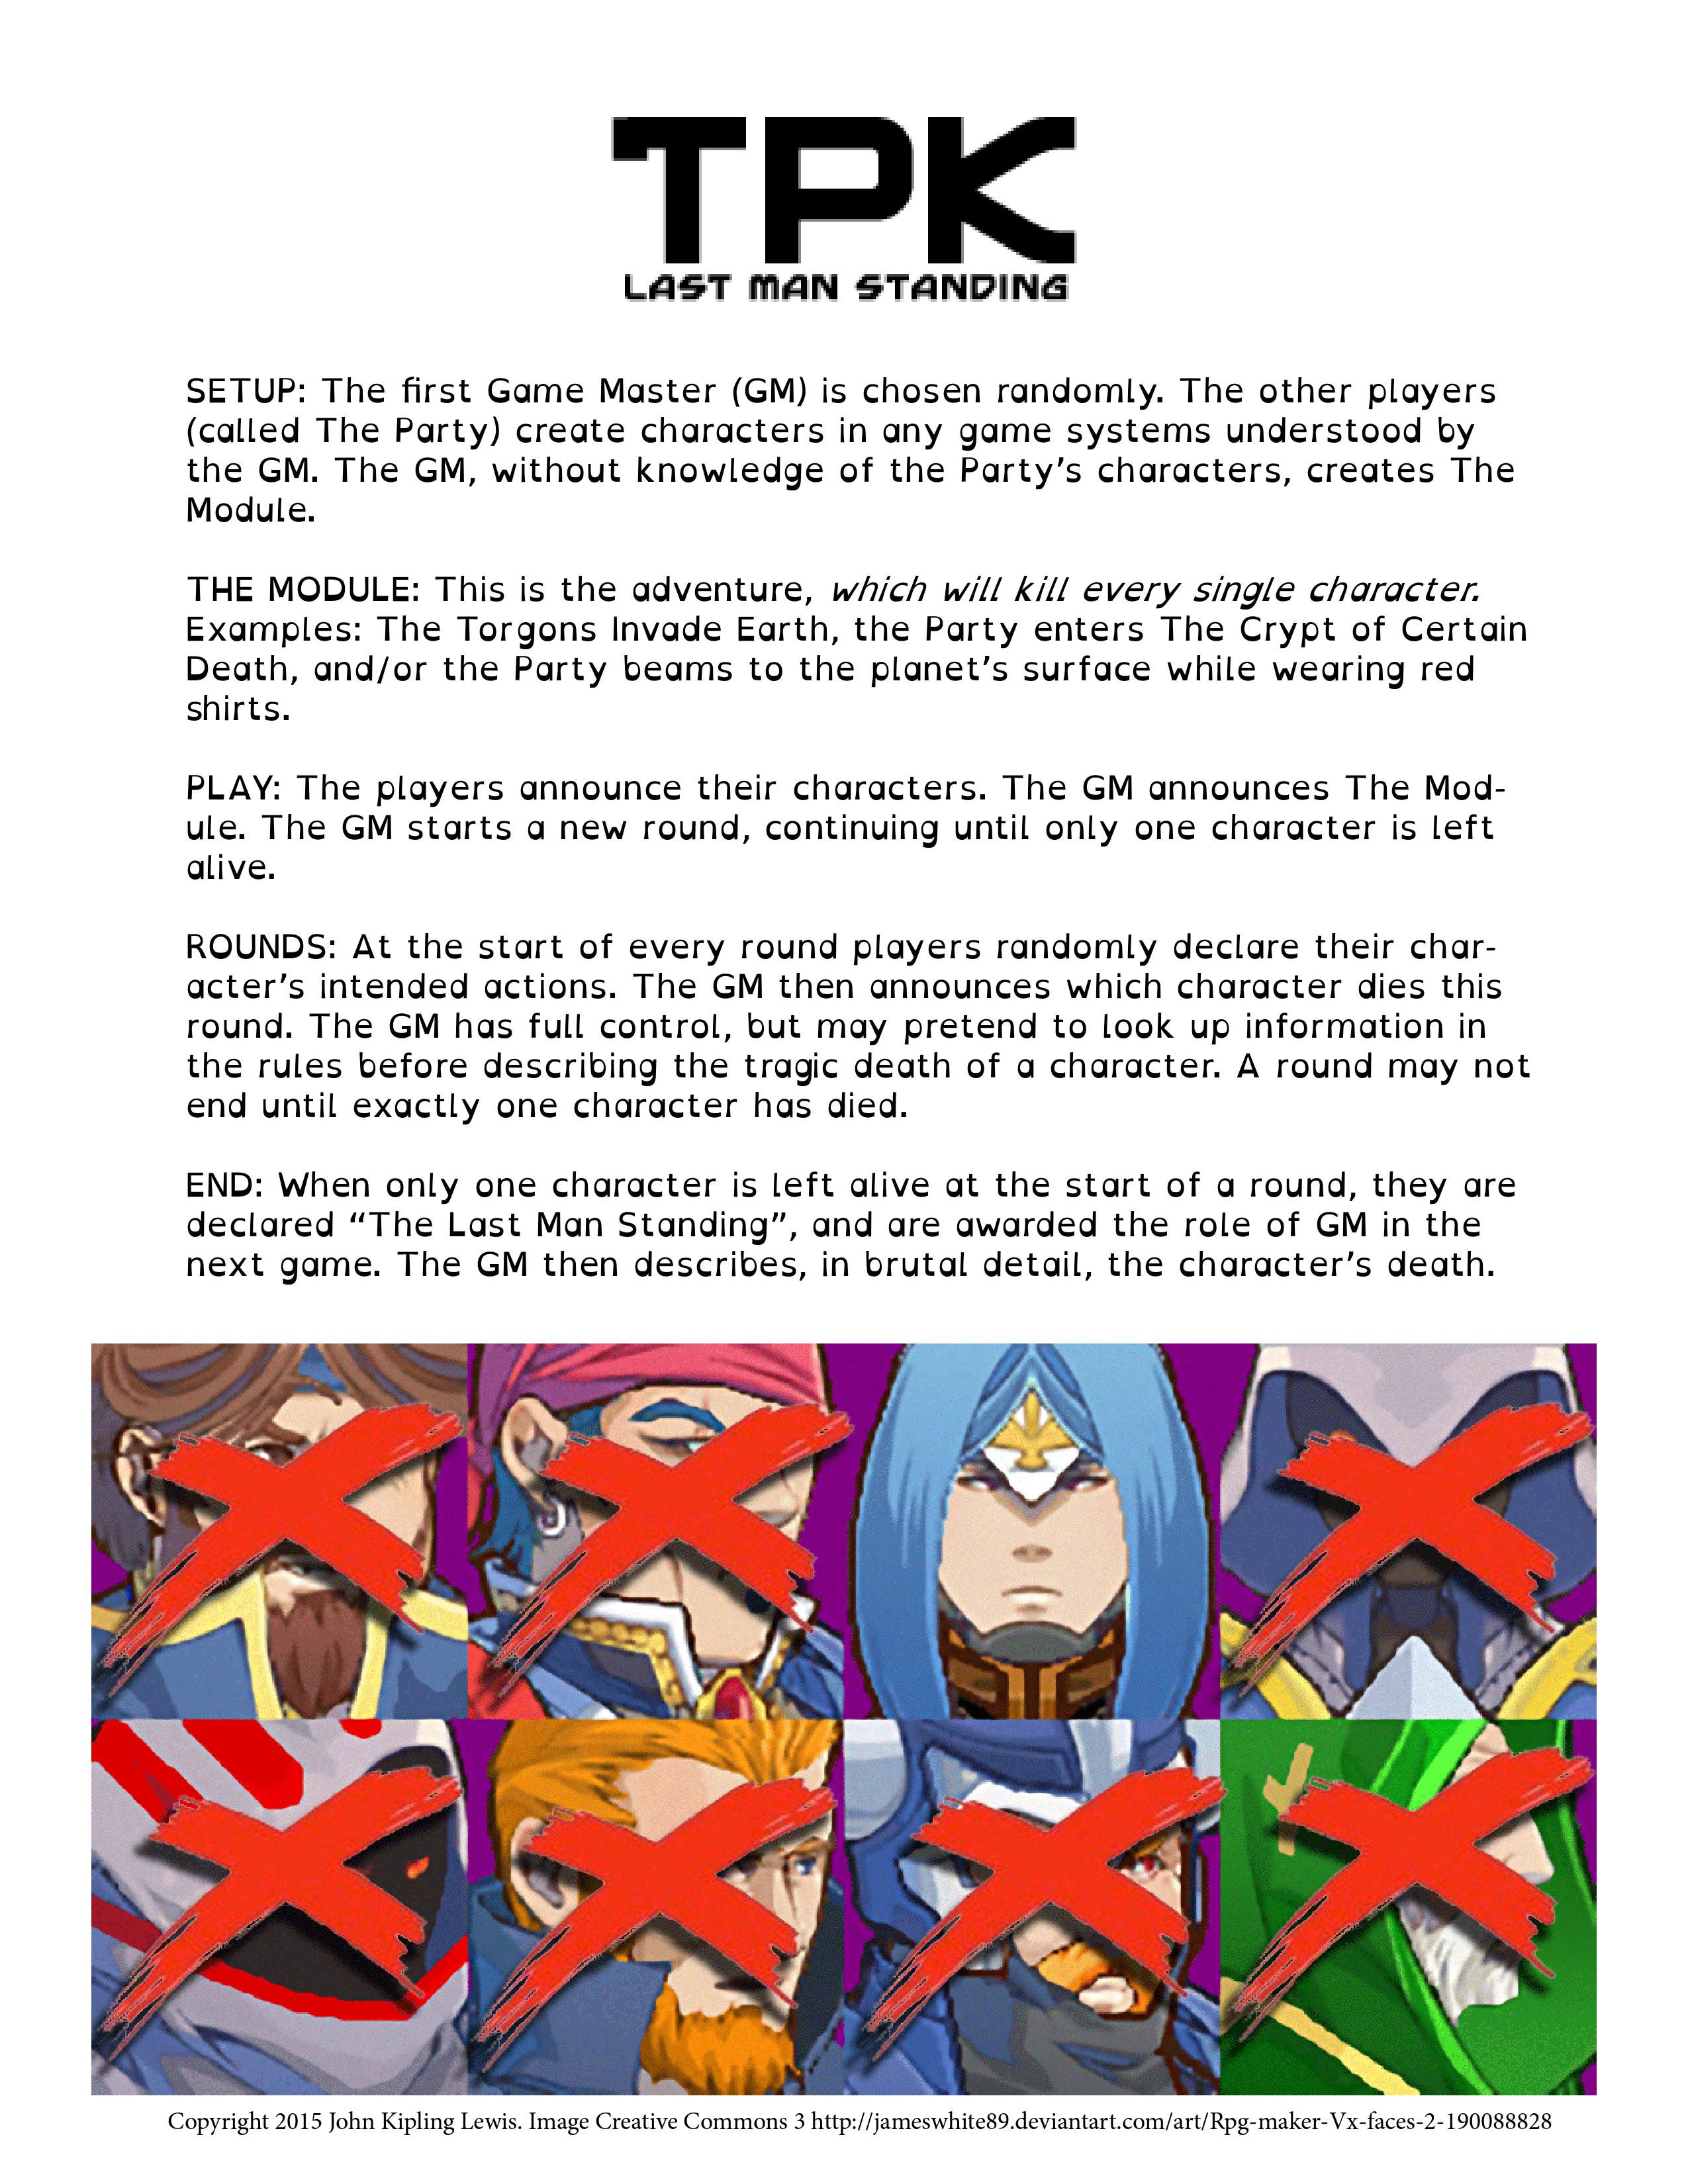 TPK
LAST MAN STANDING
SETUP: The first Game Master (GM) is chosen randomly. The other players
(called The Party) create characters in any game systems understood by
the GM. The GM, without knowledge of the Party’s characters, creates The
Module.
THE MODULE: This is the adventure, which will kill every single character.
Examples: The Torgons Invade Earth, the Party enters The Crypt of Certain
Death, and/or the Party beams to the planet’s surface while wearing red
shirts.
PLAY: The players announce their characters. The GM announces The Mod-
ule. The GM starts a new round, continuing until only one character is left
alive.
ROUNDS: At the start of every round players randomly declare their char-
acter’s intended actions. The GM then announces which character dies this
round. The GM has full control, but may pretend to look up information in
the rules before describing the tragic death of a character. A round may not
end until exactly one character has died.
END: When only one character is left alive at the start of a round, they are
declared “The Last Man Standing”, and are awarded the role of GM in the
next game. The GM then describes, in brutal detail, the character’s death.
Copyright 2015 John Kipling Lewis. Image Creative Commons 3 http://jameswhite89.deviantart.com/art/Rpg-maker-Vx-faces-2-190088828